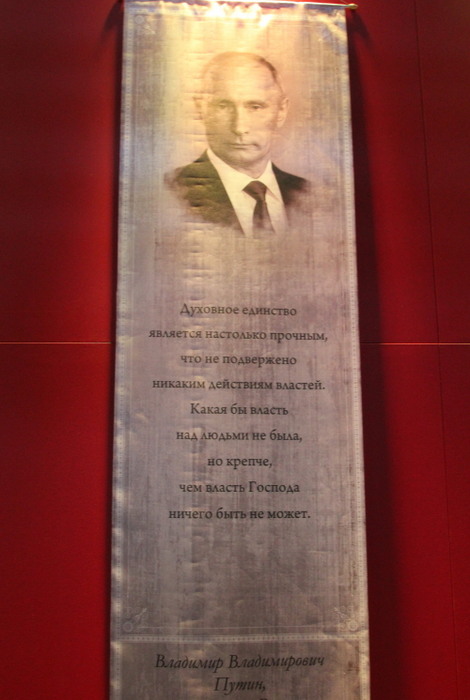 Духовное единство
является настолько прочным,
что не подвержено
никаким действиям властей.
Какая бы власть
над людьми не была,
но крепче,
чем власть Господа
ничего быть не может.
Владимир Владимирович
Путин,